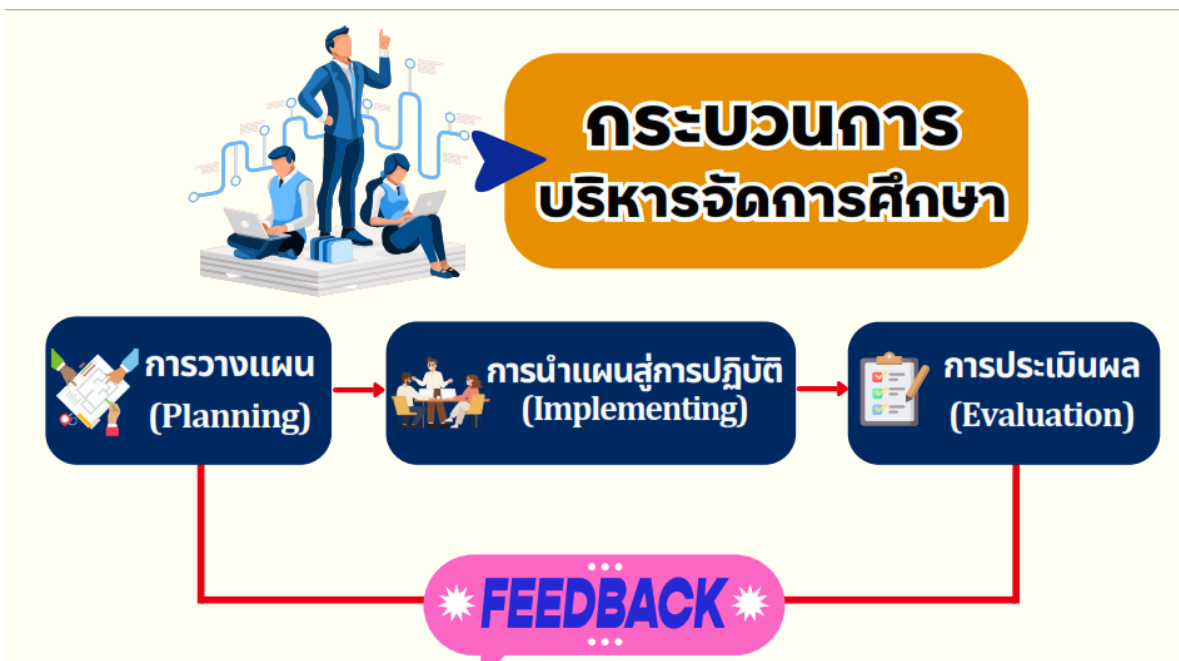 กระบวนการ
บริหารจัดการศึกษา
การวางแผน
(Planning)
การนำแผนสู่การปฏิบัติ
(Implementing)
การประเมินผล
(Evaluation)
FEEDBACK